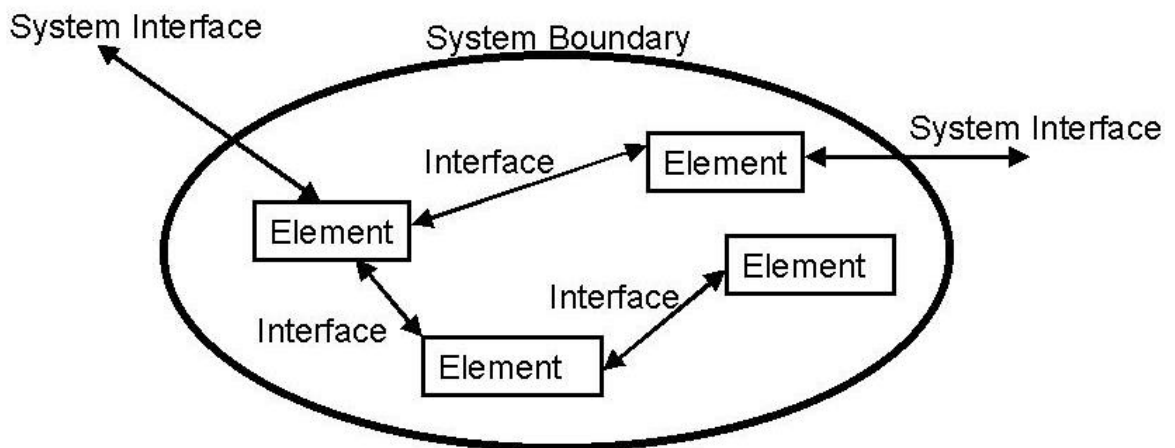 System Interface
System Boundary
System Interface
Interface
Element
Element
Element
Interface
Interface
Element